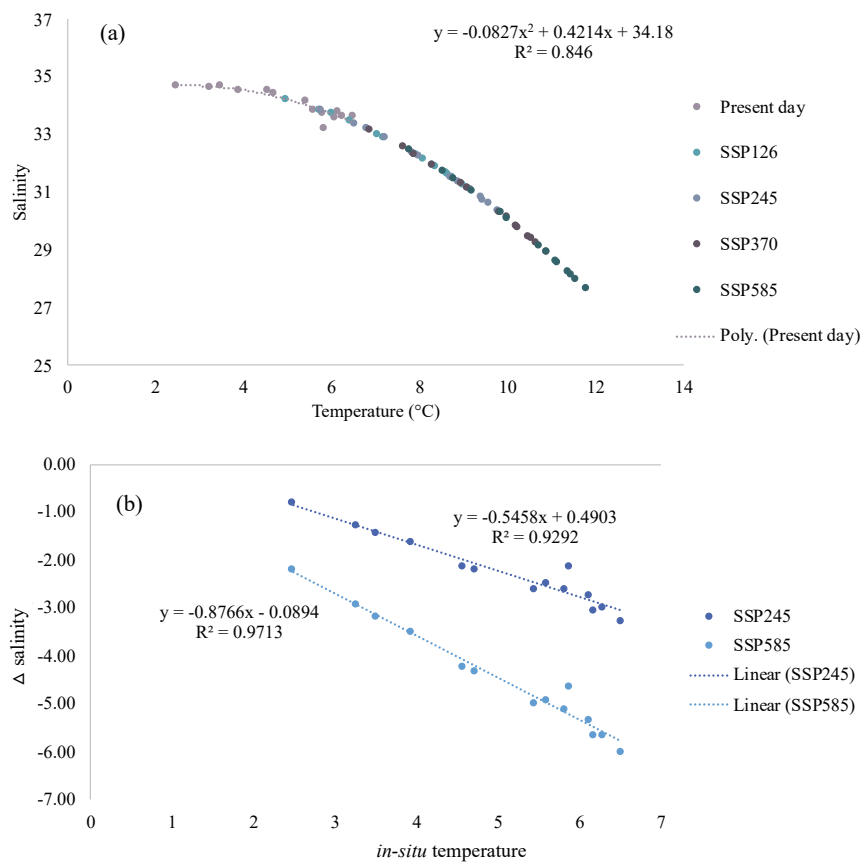 (a)
y = -0.0827x² + 0.4214x + 34.18
R² = 0.846
37
35
33
31
29
27
25
Salinity
0 2 4 6 8 10 12 14
Temperature (°C)
Present day
SSP126
SSP245
SSP370
SSP585
Poly. (Present day)
(b)
0.00
-1.00
-2.00
-3.00
-4.00
-5.00
-6.00
-7.00
Δ salinity
y = -0.5458x + 0.4903
R² = 0.9292
y = -0.8766x - 0.0894
R² = 0.9713
SSP245
SSP585
Linear (SSP245)
Linear (SSP585)
0 1 2 3 4 5 6 7
in-situ temperature